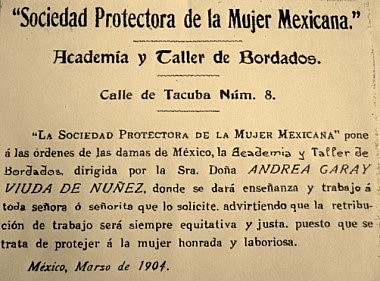 "Sociedad Protectora de la Mujer Mexicana."
Academía y Taller de Bordados.
Calle de Tacuba Núm. 8.
"LA SOCIEDAD PROTECTORA DE LA MUJER MEXICANA" pone
á las órdenes de las damas de México, la Academia y Taller de
Bordados, dirigida por la Sra. Doña ANDREA GARAY
VIUDA DE NUÑEZ, donde se dará enseñanza y trabajo á
toda señora ó señorita que lo solicite. advirtiendo que la retribu-
ción de trabajo será siempre equitativa y justa. puesto que se
trata de protejer á la mujer honrada y laboriosa.
México, Marzo de 1904.